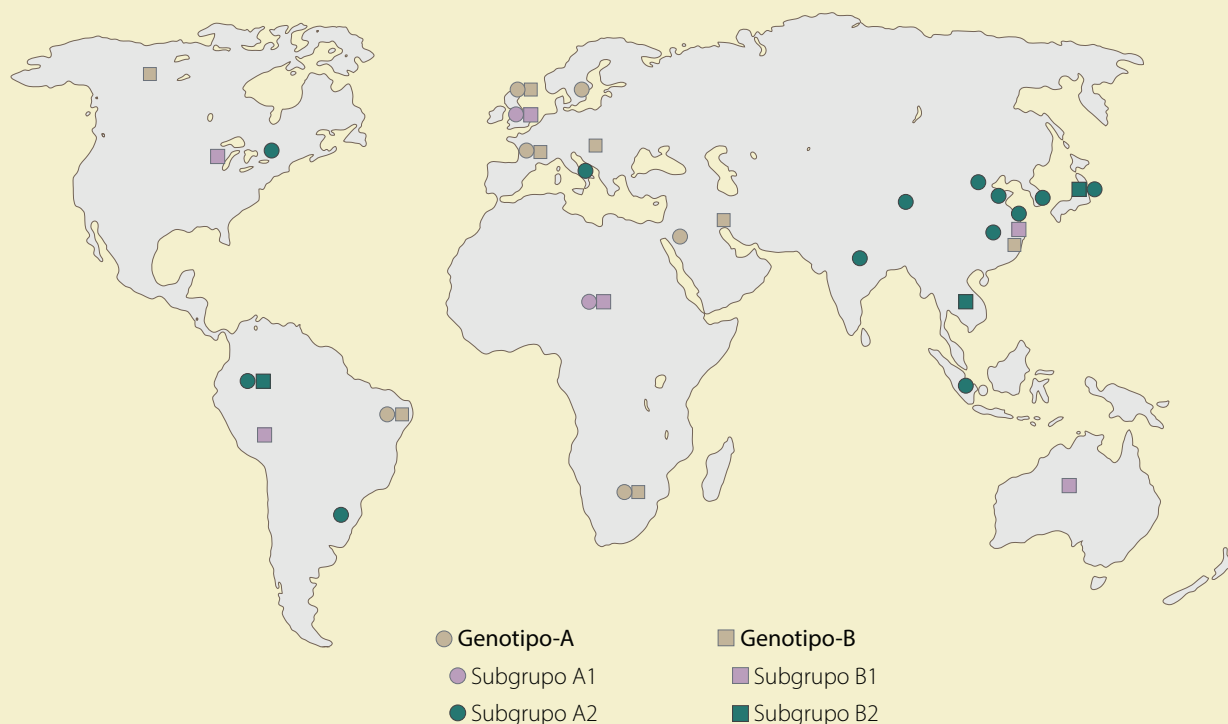 Genotipo-A
Genotipo-B
Subgrupo A1
Subgrupo B1
Subgrupo A2
Subgrupo B2